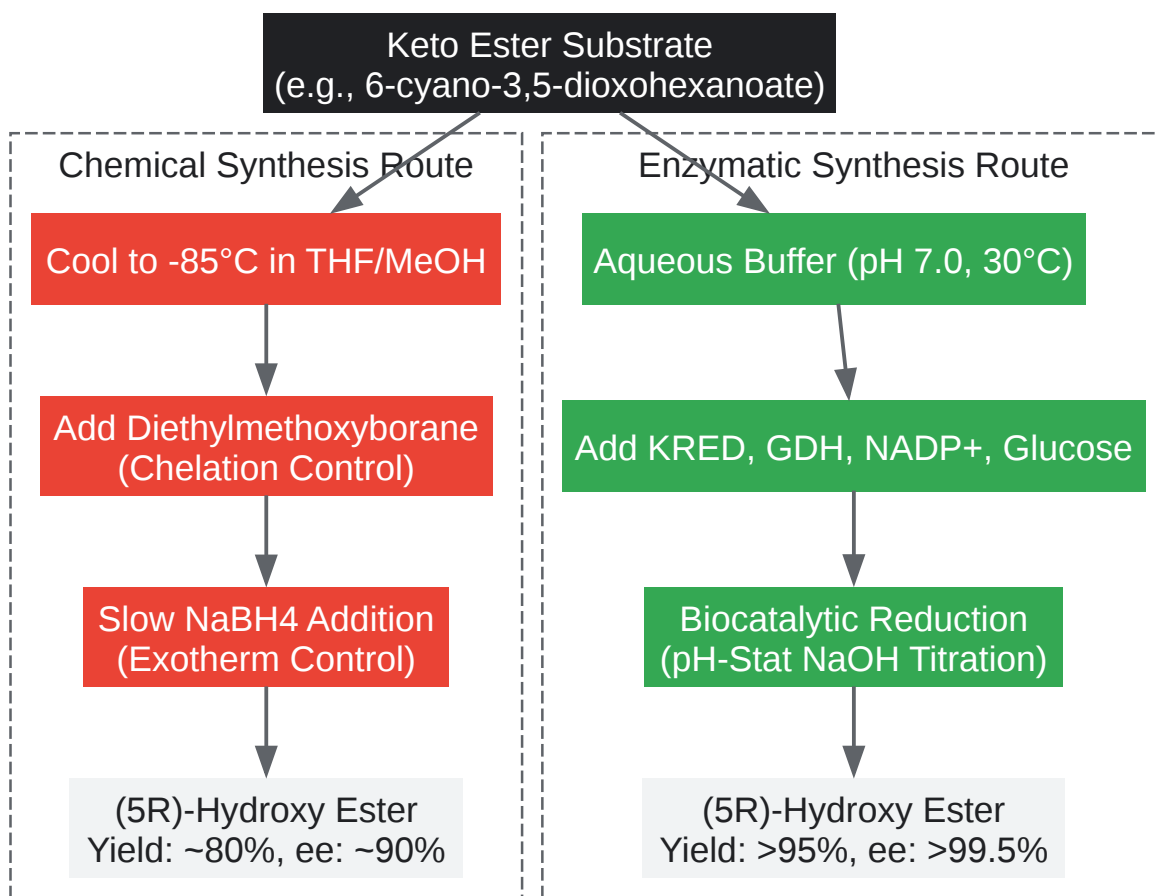 Keto Ester Substrate
(e.g., 6-cyano-3,5-dioxohexanoate)
Chemical Synthesis Route
Cool to -85°C in THF/MeOH
Add Diethylmethoxyborane
(Chelation Control)
Slow NaBH4 Addition
(Exotherm Control)
(5R)-Hydroxy Ester
Yield: ~80%, ee: ~90%
Enzymatic Synthesis Route
Aqueous Buffer (pH 7.0, 30°C)
Add KRED, GDH, NADP+, Glucose
Biocatalytic Reduction
(pH-Stat NaOH Titration)
(5R)-Hydroxy Ester
Yield: >95%, ee: >99.5%